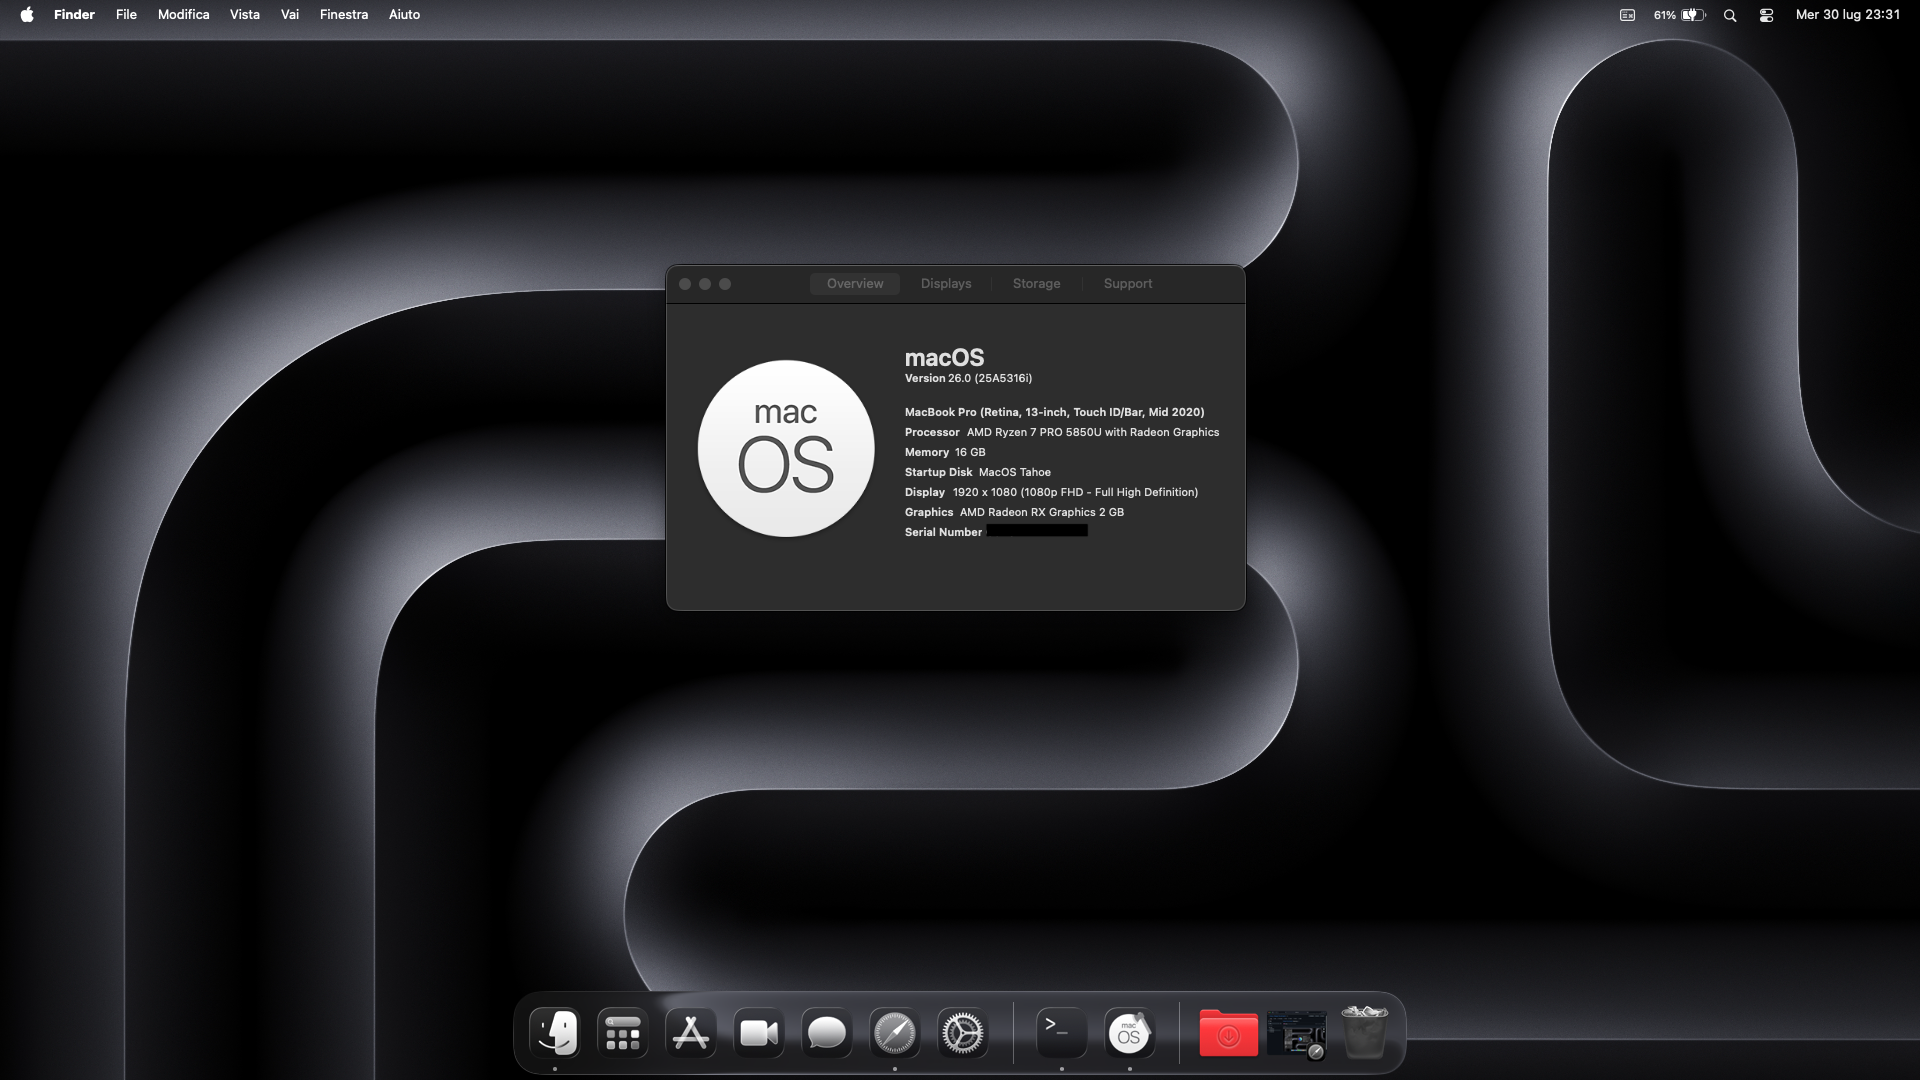 Finder File Modifica Vista Vai Finestra Aiuto 61% Mer 30 lug 23:31
Overview Displays Storage Support
mac
OS
macOS
Version 26.0 (25A5316i)
MacBook Pro (Retina, 13-inch, Touch ID/Bar, Mid 2020)
Processor AMD Ryzen 7 PRO 5850U with Radeon Graphics
Memory 16 GB
Startup Disk MacOS Tahoe
Display 1920 x 1080 (1080p FHD - Full High Definition)
Graphics AMD Radeon RX Graphics 2 GB
Serial Number
>_
mac
OS